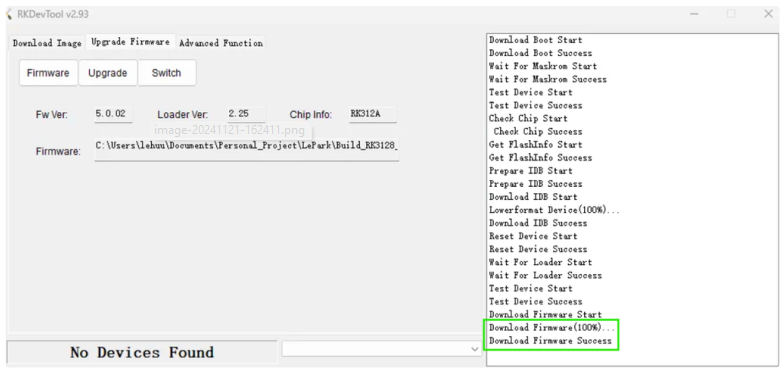 RKDevTool v2.93
Download Image Upgrade Firmware Advanced Function
Firmware Upgrade Switch
Fw Ver: 5.0.02 Loader Ver: 2.25 Chip Info: RK312A
image-20241121-162411.png
Firmware: C:\Users\lehuu\Documents\Personal_Project\LePark\Build_RK3128_
No Devices Found
Download Boot Start
Download Boot Success
Wait For Maskrom Start
Wait For Maskrom Success
Test Device Start
Test Device Success
Check Chip Start
Check Chip Success
Get FlashInfo Start
Get FlashInfo Success
Prepare IDB Start
Prepare IDB Success
Download IDB Start
Lowerformat Device(100%)...
Download IDB Success
Reset Device Start
Reset Device Success
Wait For Loader Start
Wait For Loader Success
Test Device Start
Test Device Success
Download Firmware Start
Download Firmware(100%)...
Download Firmware Success